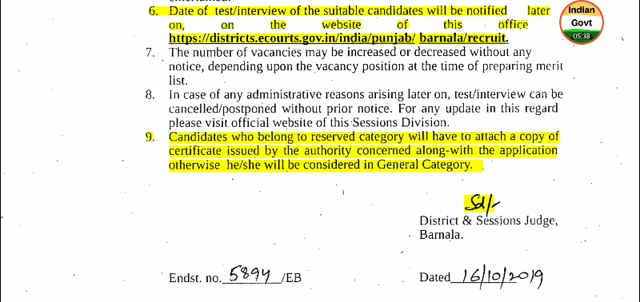 6. Date of test/interview of the suitable candidates will be notified later
on, on the website of this office
https://districts.ecourts.gov.in/india/punjab/ barnala/recruit.
7. The number of vacancies may be increased or decreased without any
notice, depending upon the vacancy position at the time of preparing merit
list.
8. In case of any administrative reasons arising later on, test/interview can be
cancelled/postponed without prior notice. For any update in this regard
please visit official website of this Sessions Division.
9. Candidates who belong to reserved category will have to attach a copy of
certificate issued by the authority concerned along-with the application
otherwise he/she will be considered in General Category.
Sd/-
District & Sessions Judge,
Barnala.
Endst. no. 5894 /EB Dated 16/10/2019
Indian
Govt
05:38